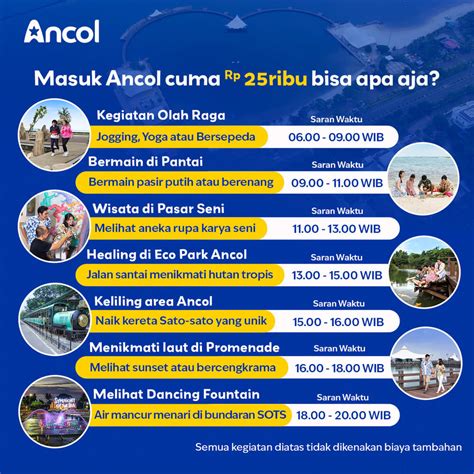 Ancol
Masuk Ancol cuma Rp 25ribu bisa apa aja?
Kegiatan Olah Raga
Saran Waktu
Jogging, Yoga atau Bersepeda
06.00 - 09.00 WIB
Bermain di Pantai
Saran Waktu
Bermain pasir putih atau berenang
09.00 - 11.00 WIB
Wisata di Pasar Seni
Saran Waktu
Melihat aneka rupa karya seni
11.00 - 13.00 WIB
Healing di Eco Park Ancol
Saran Waktu
Jalan santai menikmati hutan tropis
13.00 - 15.00 WIB
Keliling area Ancol
Saran Waktu
Naik kereta Sato-sato yang unik
15.00 - 16.00 WIB
Menikmati laut di Promenade
Saran Waktu
Melihat sunset atau bercengkrama
16.00 - 18.00 WIB
Melihat Dancing Fountain
Saran Waktu
Air mancur menari di bundaran SOTS
18.00 - 20.00 WIB
Semua kegiatan diatas tidak dikenakan biaya tambahan